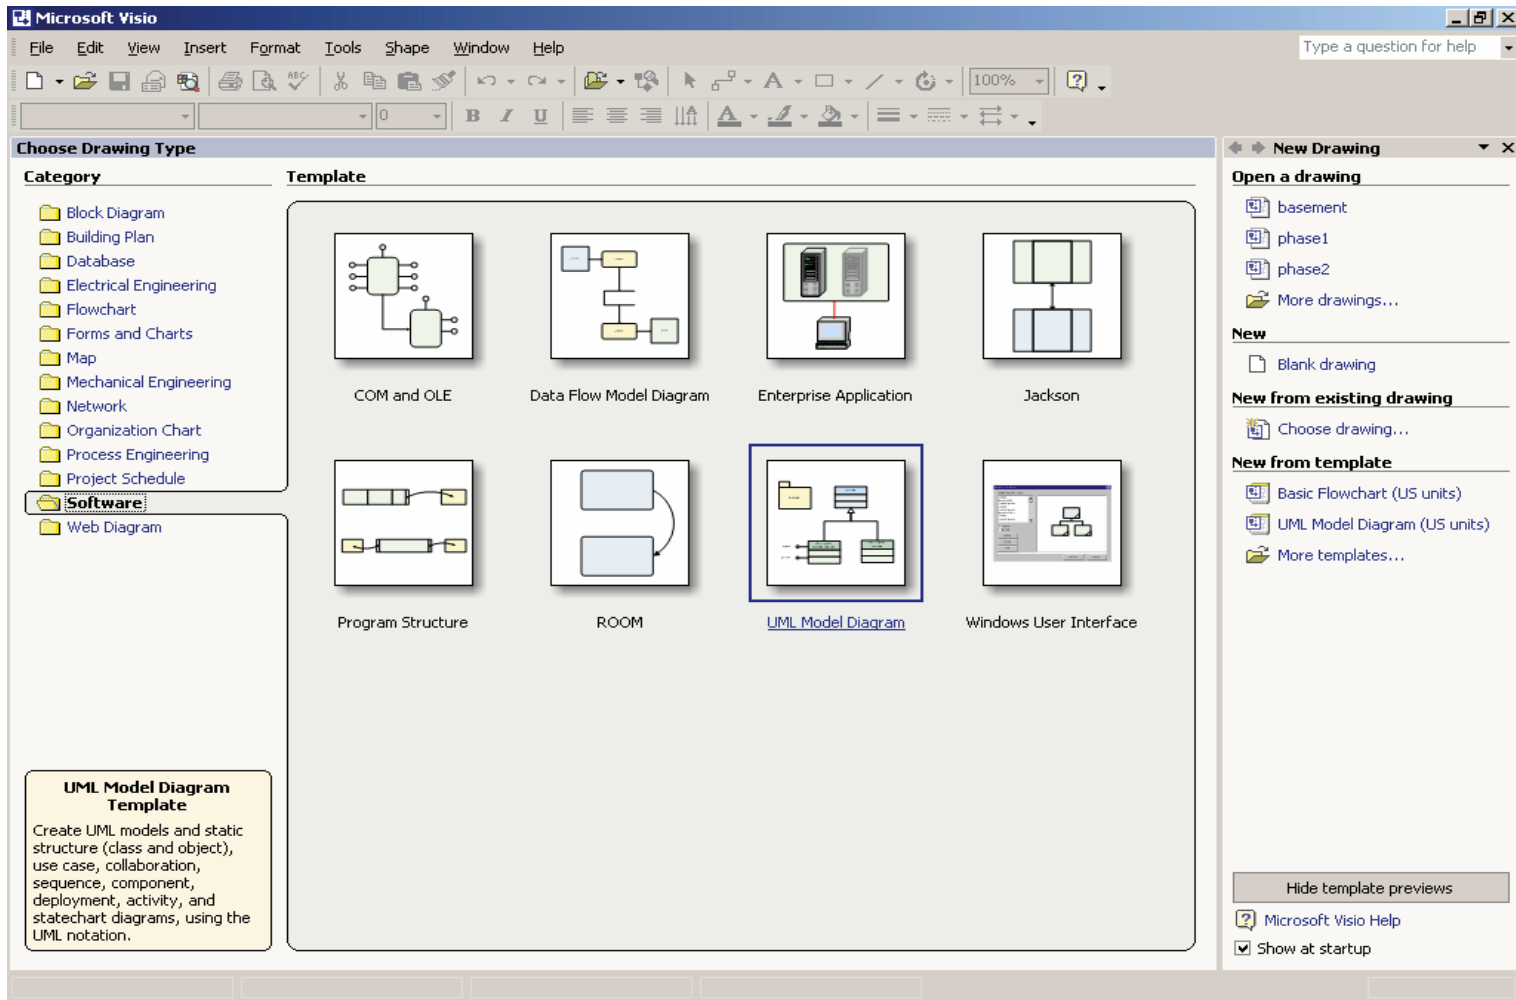 Microsoft Visio
File Edit View Insert Format Tools Shape Window Help
Type a question for help
ABC
A
100%
?
0
B I U
A
A
Choose Drawing Type
Category
Block Diagram
Building Plan
Database
Electrical Engineering
Flowchart
Forms and Charts
Map
Mechanical Engineering
Network
Organization Chart
Process Engineering
Project Schedule
Software
Web Diagram
UML Model Diagram
Template
Create UML models and static
structure (class and object),
use case, collaboration,
sequence, component,
deployment, activity, and
statechart diagrams, using the
UML notation.
Template
COM and OLE
Data Flow Model Diagram
Enterprise Application
Jackson
Program Structure
ROOM
UML Model Diagram
Windows User Interface
New Drawing
Open a drawing
basement
phase1
phase2
More drawings...
New
Blank drawing
New from existing drawing
Choose drawing...
New from template
Basic Flowchart (US units)
UML Model Diagram (US units)
More templates...
Hide template previews
Microsoft Visio Help
Show at startup